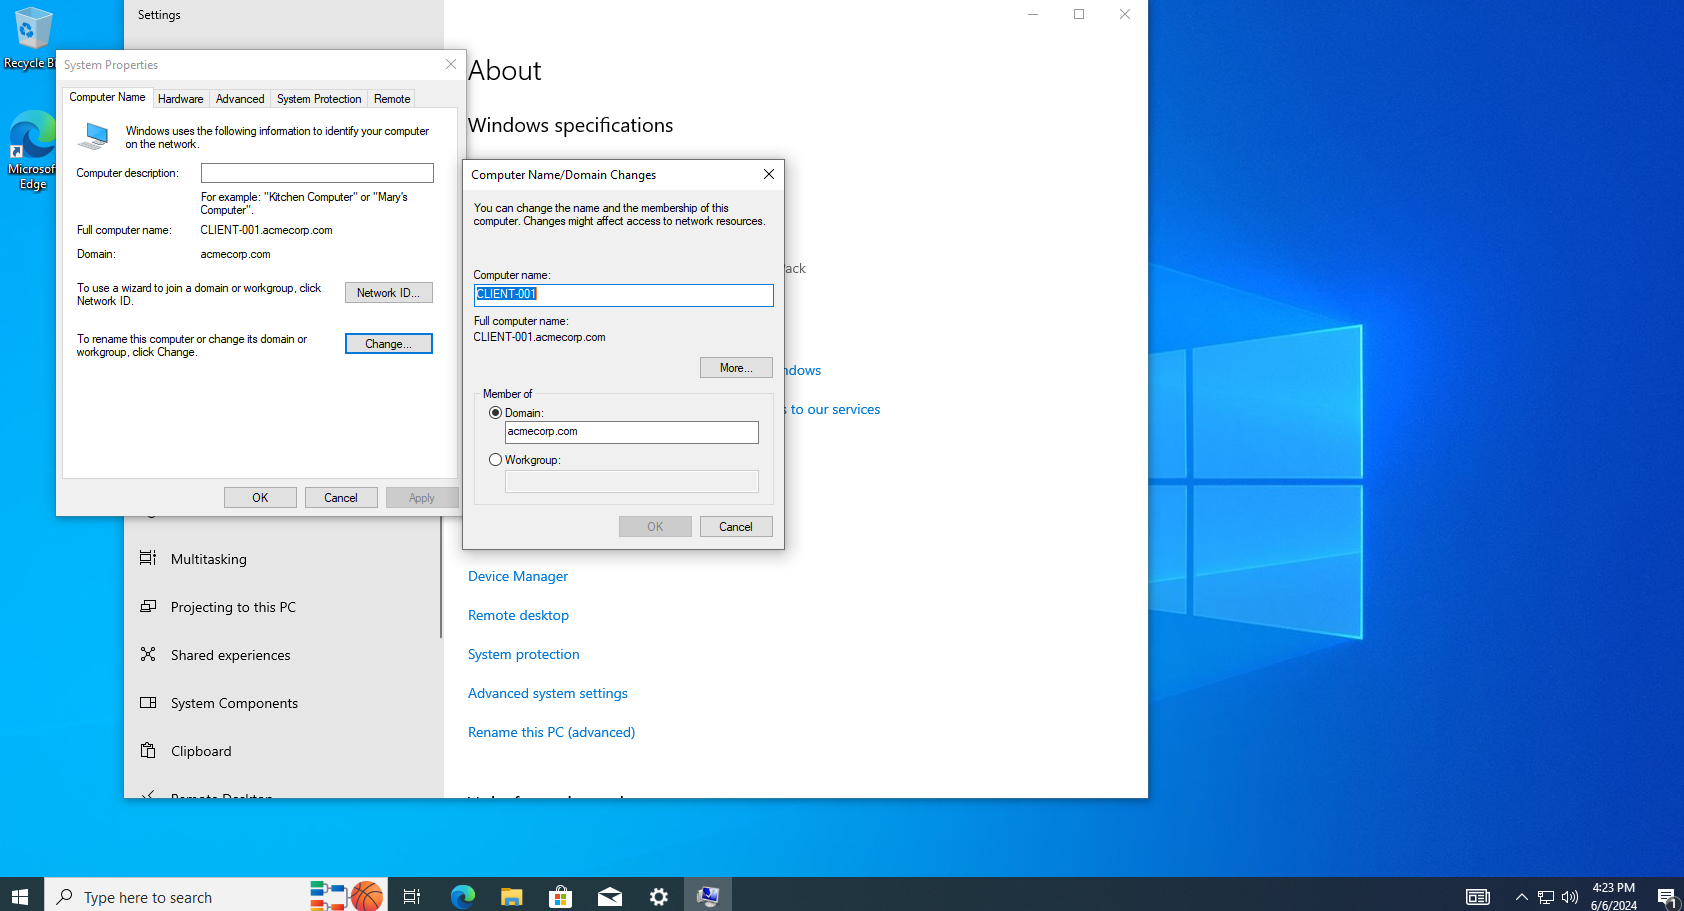 Recycle B
Microsof
Edge
Settings
System Properties
Computer Name
Hardware
Advanced
System Protection
Remote
Windows uses the following information to identify your computer
on the network.
Computer description:
For example: "Kitchen Computer" or "Mary's
Computer".
Full computer name:
CLIENT-001.acmecorp.com
Domain:
acmecorp.com
To use a wizard to join a domain or workgroup, click
Network ID.
Network ID...
To rename this computer or change its domain or
workgroup, click Change.
Change...
OK
Cancel
Apply
Multitasking
Projecting to this PC
Shared experiences
System Components
Clipboard
Remote Desktop
About
Windows specifications
Pack
ndows
s to our services
Computer Name/Domain Changes
You can change the name and the membership of this
computer. Changes might affect access to network resources.
Computer name:
CLIENT-001
Full computer name:
CLIENT-001.acmecorp.com
More...
Member of
Domain:
acmecorp.com
Workgroup:
OK
Cancel
Device Manager
Remote desktop
System protection
Advanced system settings
Rename this PC (advanced)
Type here to search
4:23 PM
6/6/2024
1